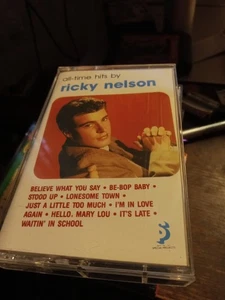 all-time hits by
ricky nelson
BELIEVE WHAT YOU SAY • BE-BOP BABY •
STOOD UP • LONESOME TOWN •
JUST A LITTLE TOO MUCH • I'M IN LOVE
AGAIN • HELLO, MARY LOU • IT'S LATE •
WAITIN' IN SCHOOL